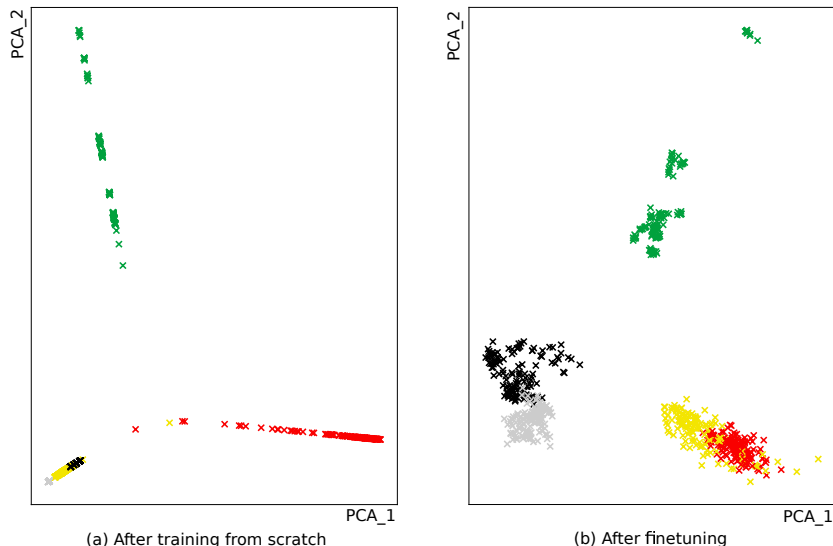 PCA_2
PCA_1
(a) After training from scratch
PCA_2
PCA_1
(b) After finetuning